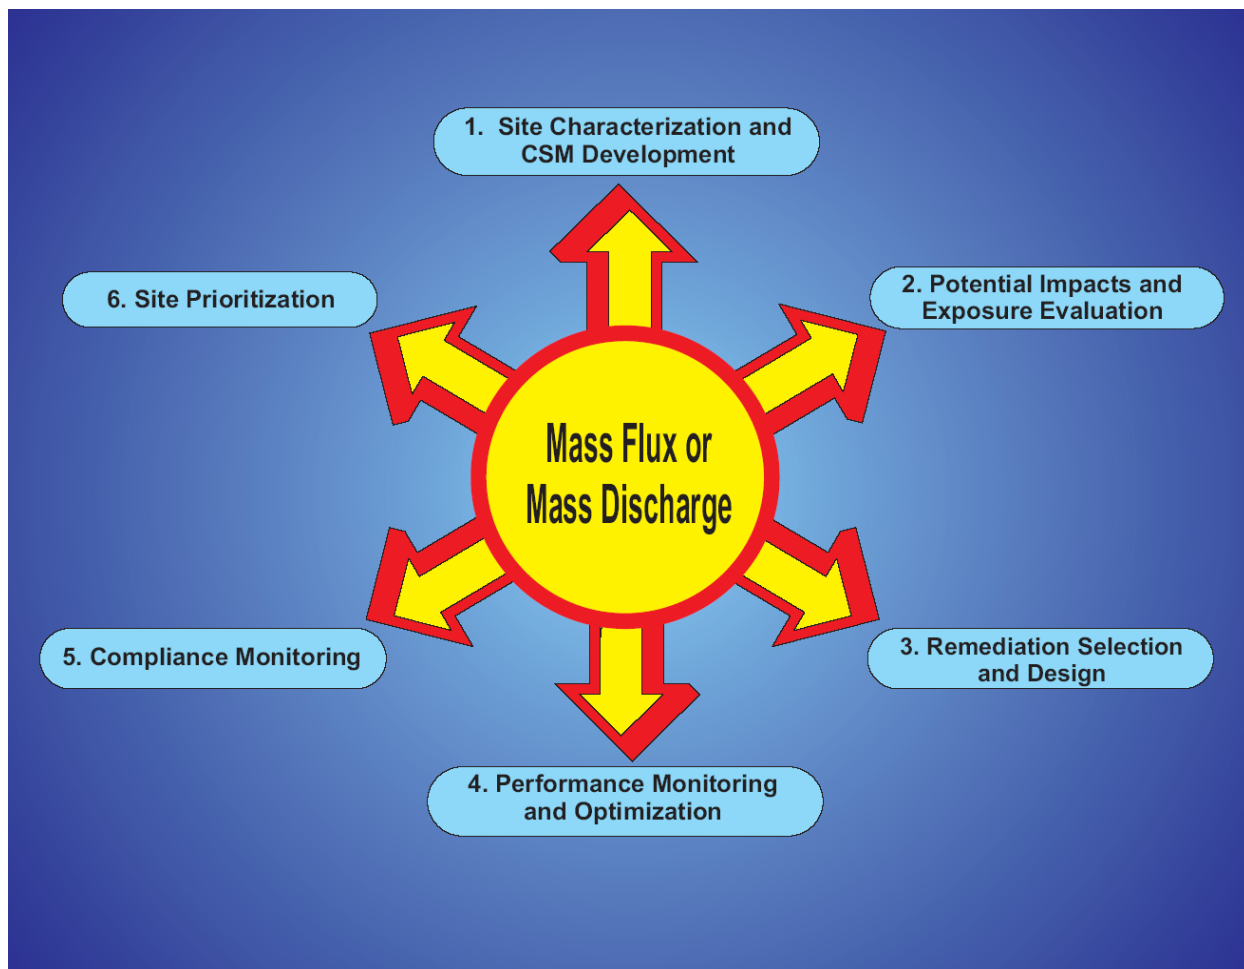 1. Site Characterization and
CSM Development
2. Potential Impacts and
Exposure Evaluation
3. Remediation Selection
and Design
4. Performance Monitoring
and Optimization
5. Compliance Monitoring
6. Site Prioritization
Mass Flux or
Mass Discharge